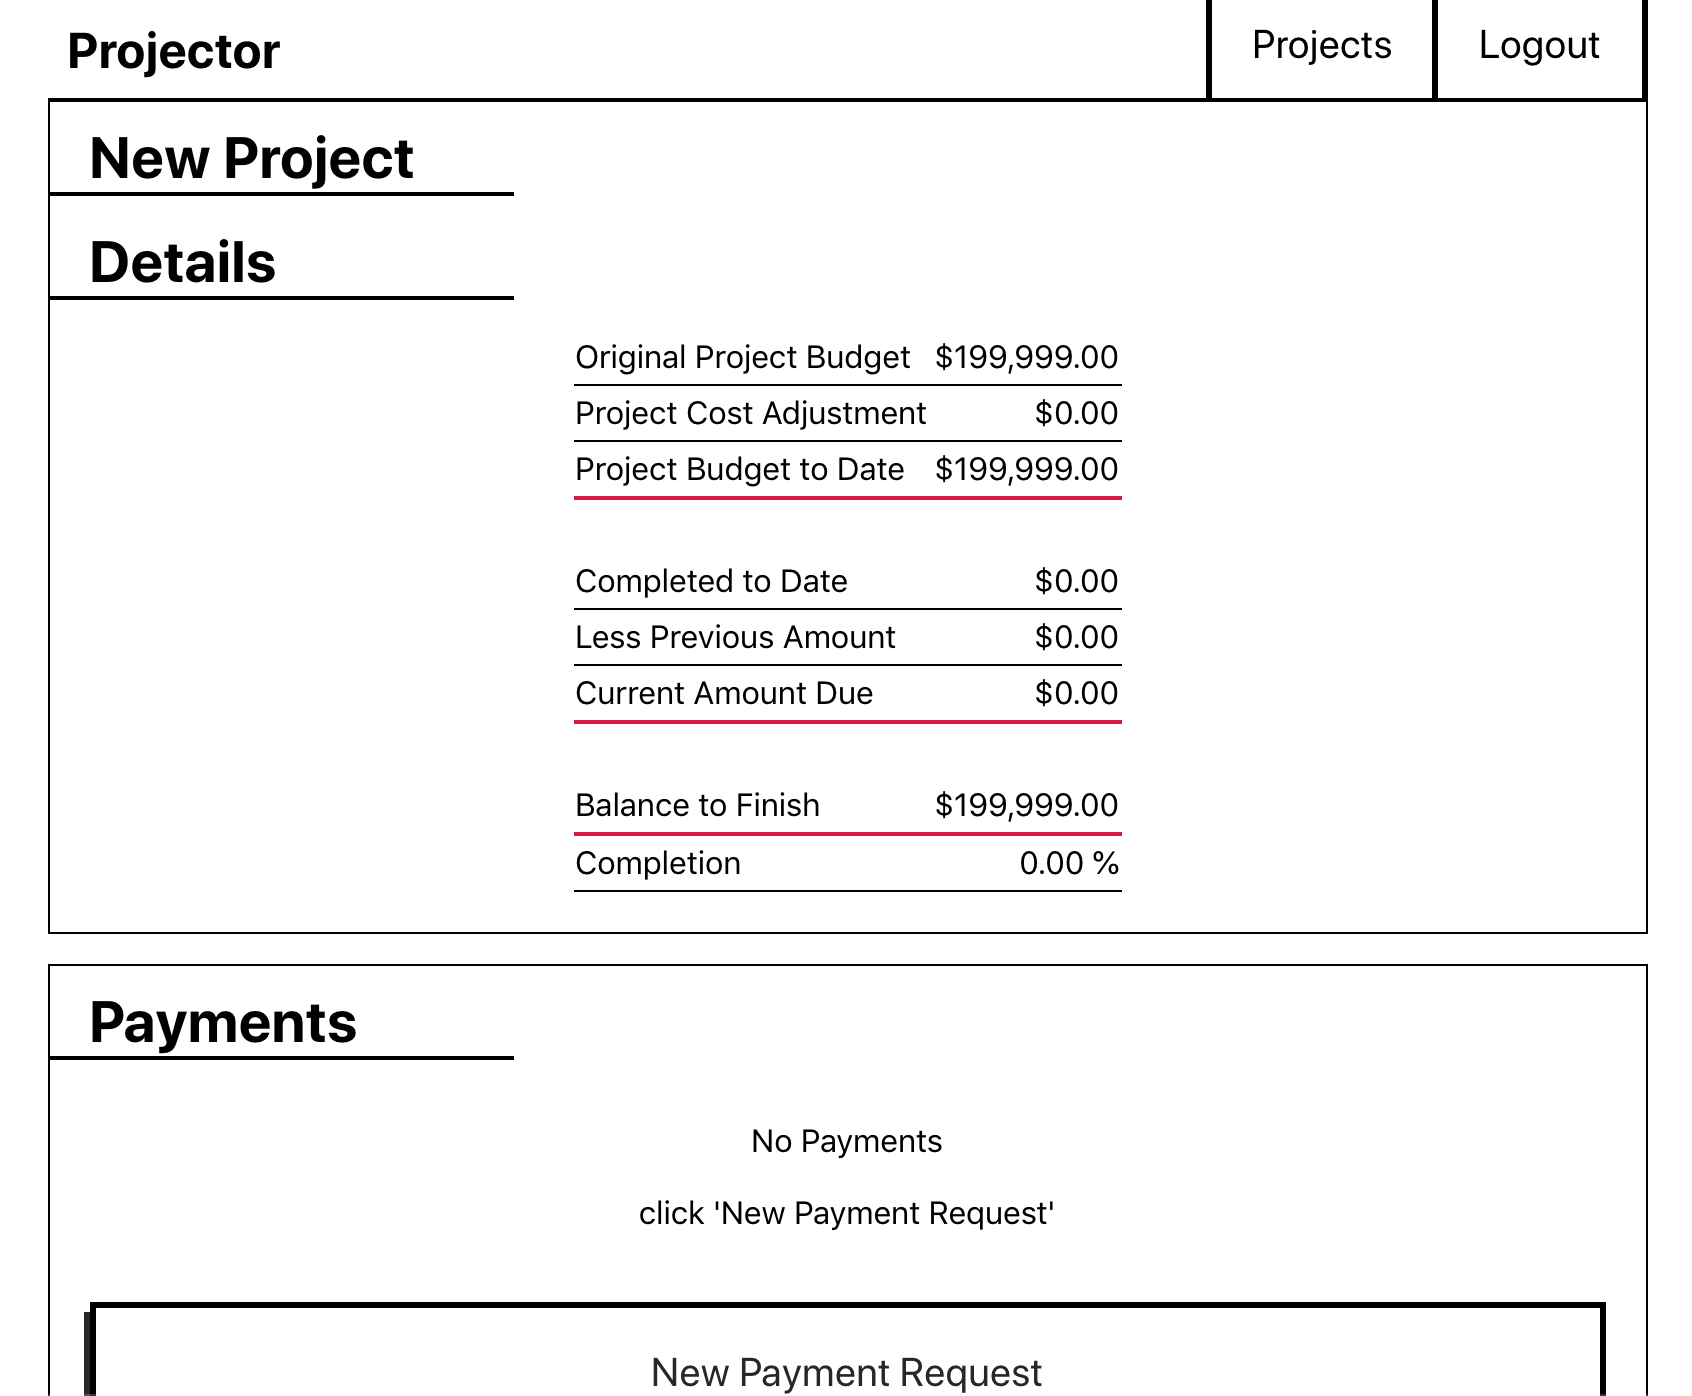 Projector
Projects
Logout
New Project
Details
Original Project Budget $199,999.00
Project Cost Adjustment $0.00
Project Budget to Date $199,999.00
Completed to Date $0.00
Less Previous Amount $0.00
Current Amount Due $0.00
Balance to Finish $199,999.00
Completion 0.00 %
Payments
No Payments
click 'New Payment Request'
New Payment Request